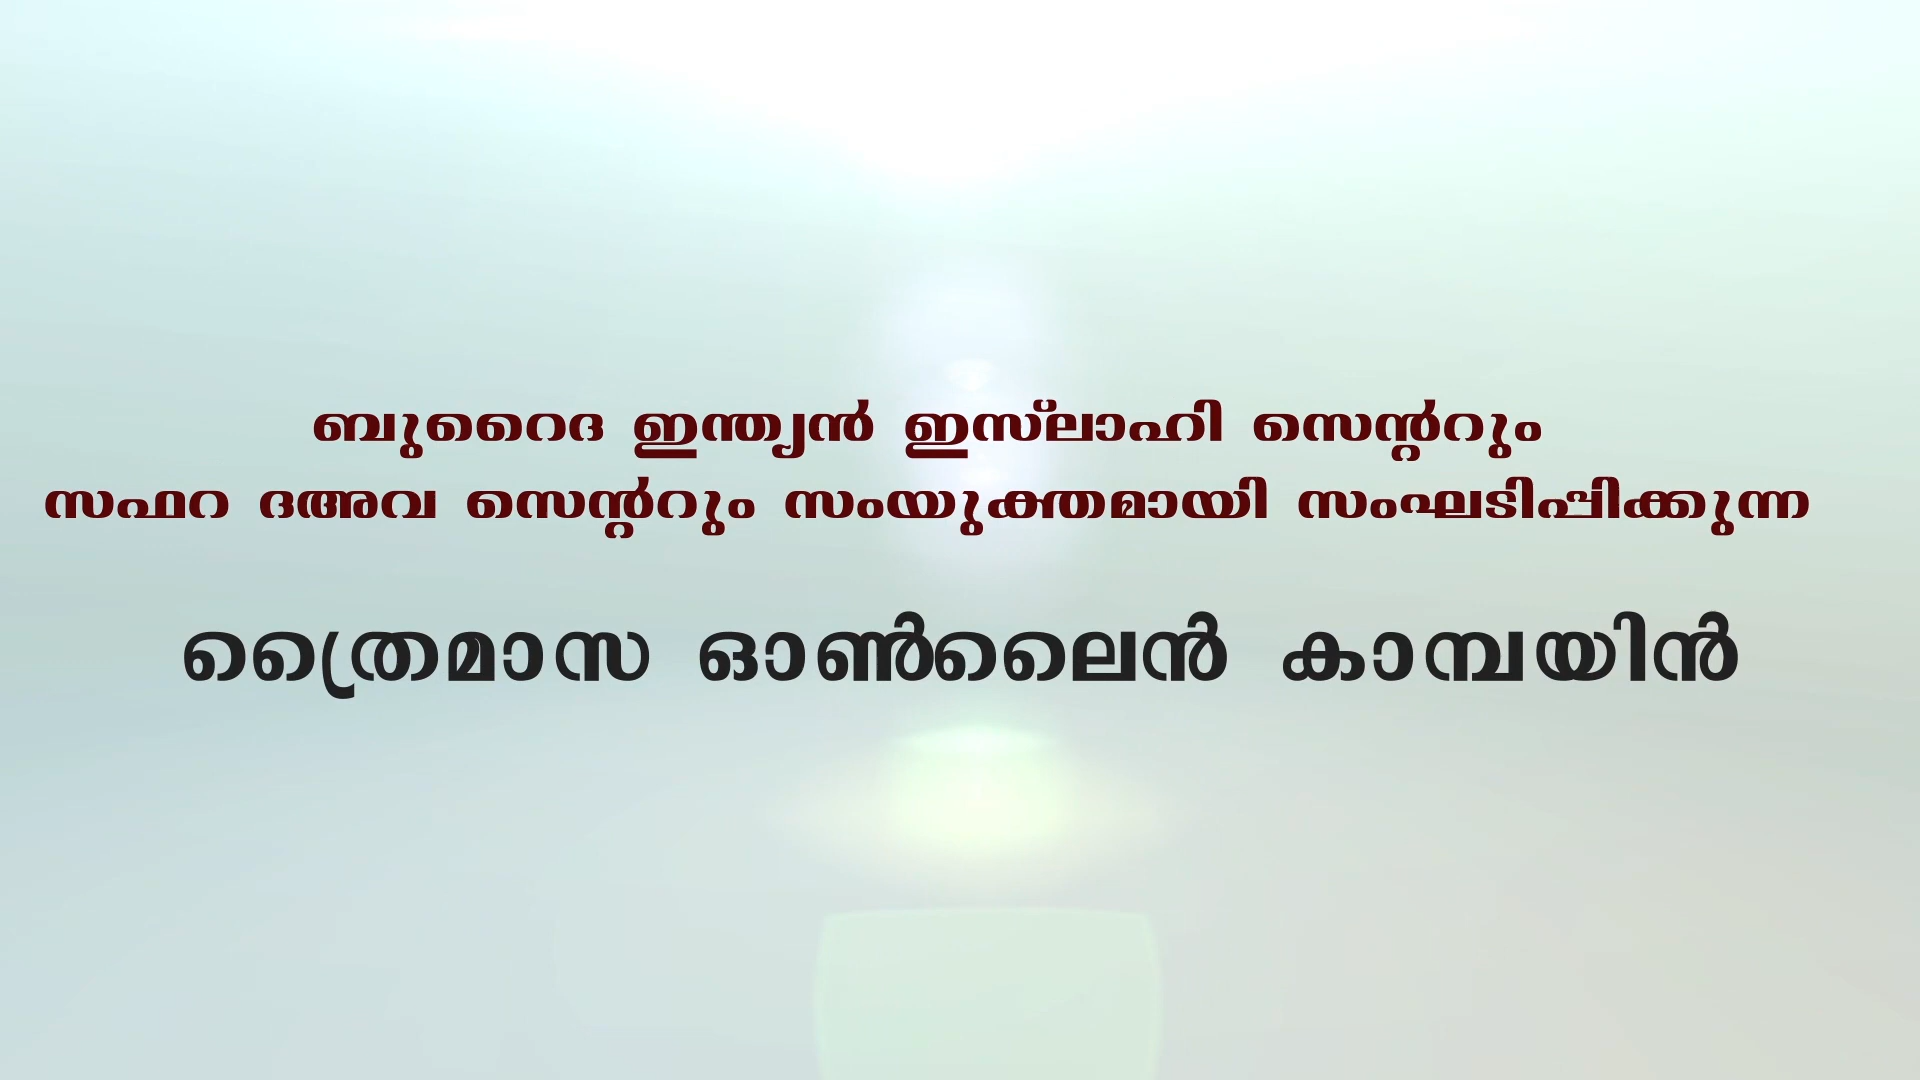 ബുറൈദ ഇന്ത്യൻ ഇസ്‌ലാഹി സെന്ററും
സഫറ ദഅവ സെന്ററും സംയുക്തമായി സംഘടിപ്പിക്കുന്ന
ത്രൈമാസ ഓൺലൈൻ കാമ്പയിൻ